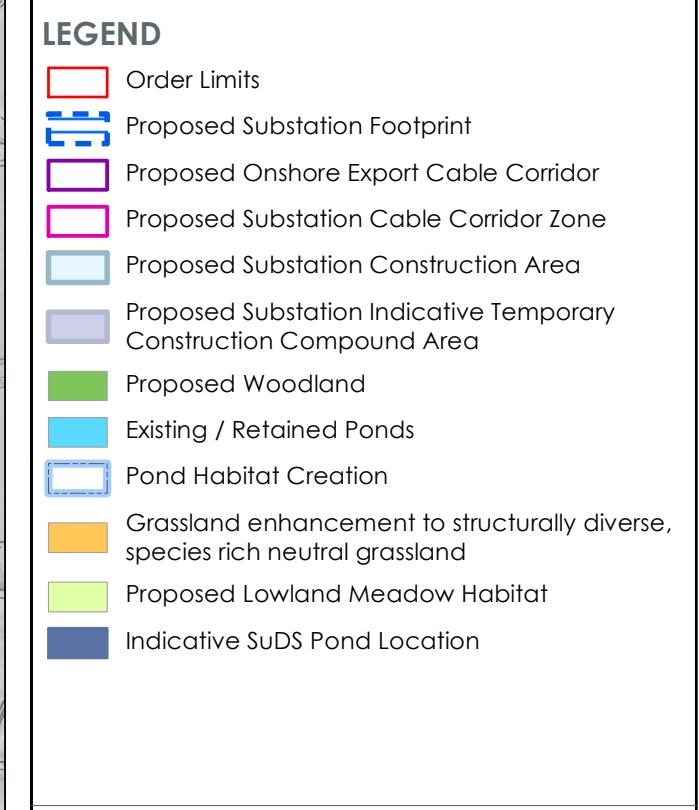 LEGEND
Order Limits
Proposed Substation Footprint
Proposed Onshore Export Cable Corridor
Proposed Substation Cable Corridor Zone
Proposed Substation Construction Area
Proposed Substation Indicative Temporary
Construction Compound Area
Proposed Woodland
Existing / Retained Ponds
Pond Habitat Creation
Grassland enhancement to structurally diverse,
species rich neutral grassland
Proposed Lowland Meadow Habitat
Indicative SuDS Pond Location